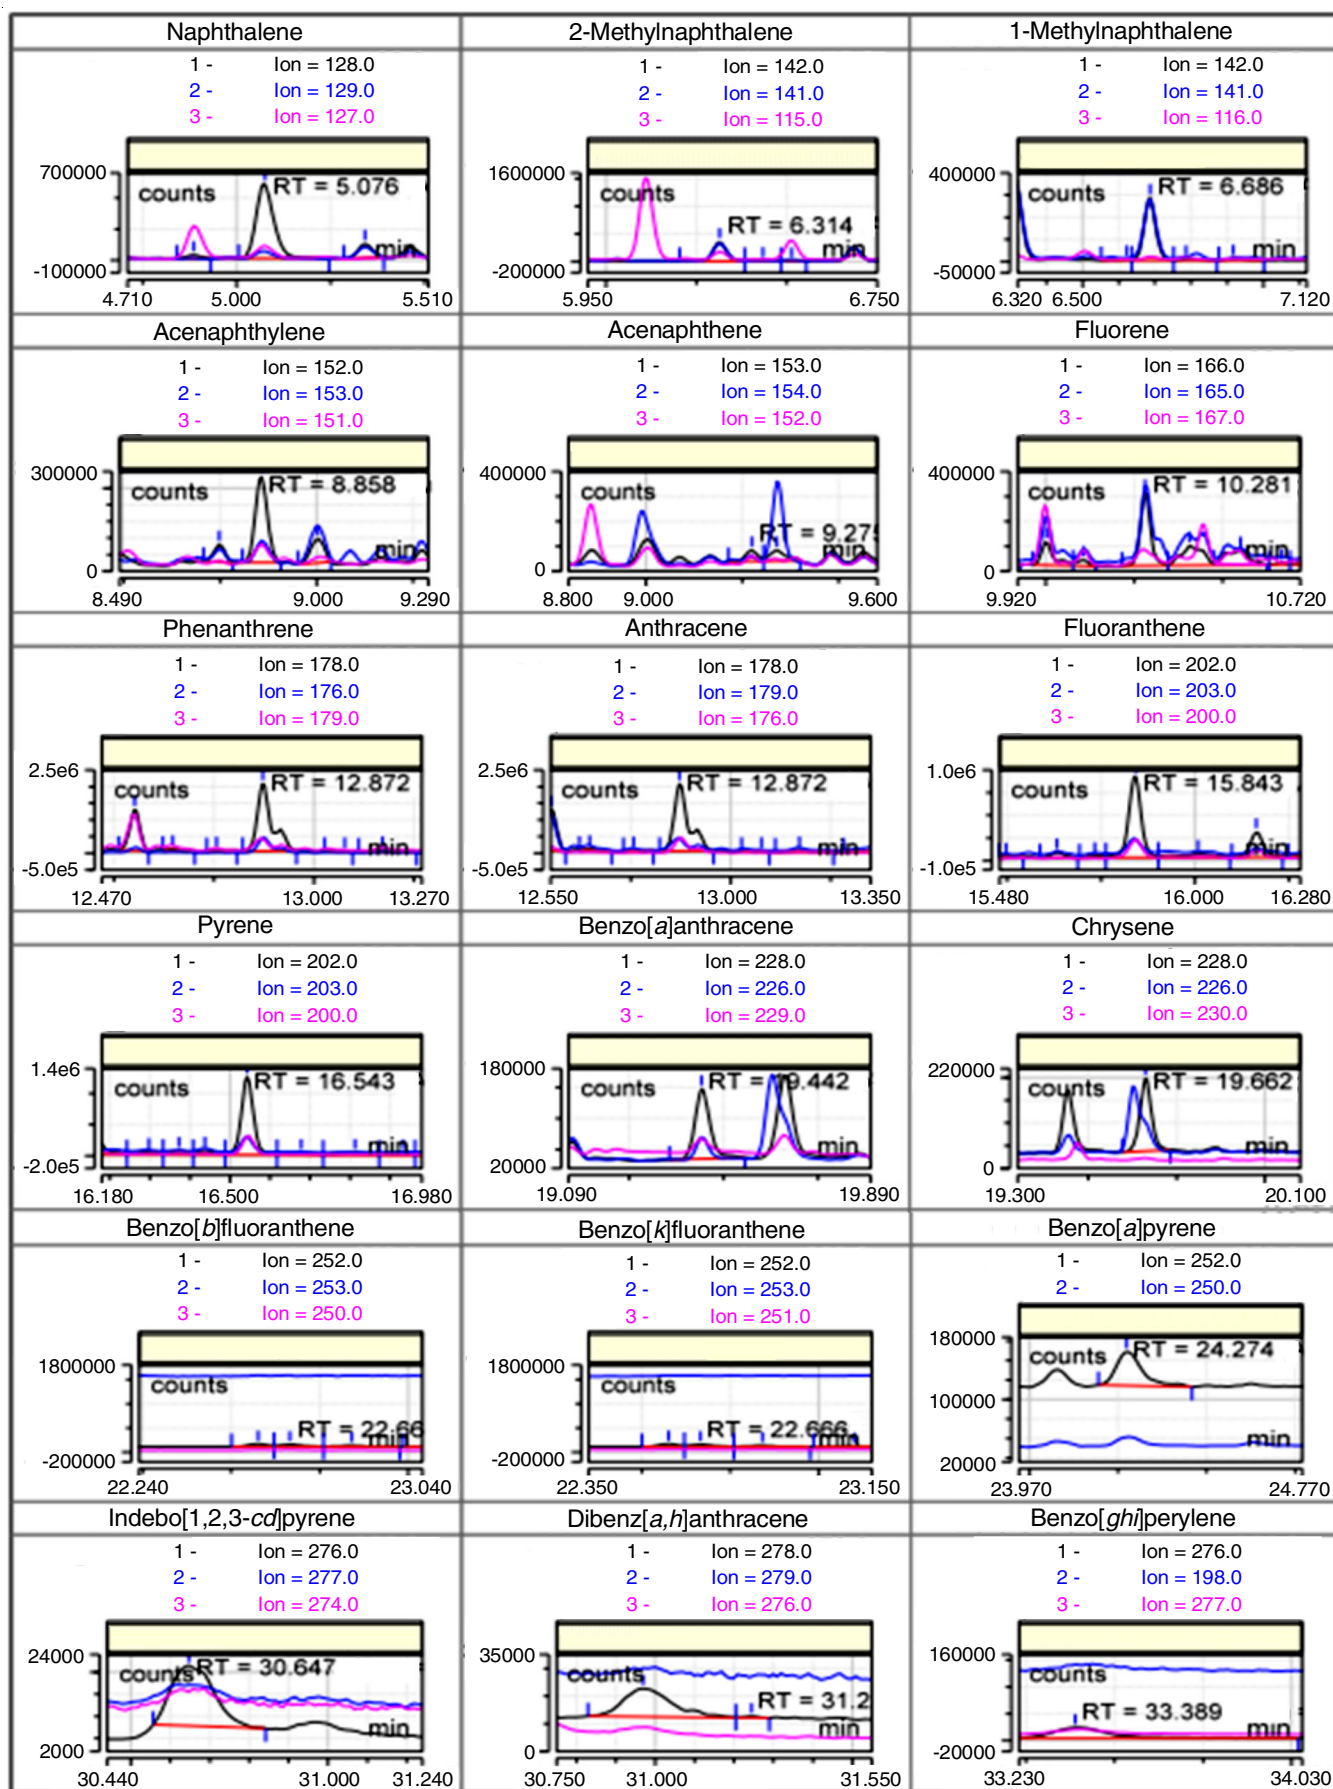 Naphthalene
1 - Ion = 128.0
2 - Ion = 129.0
3 - Ion = 127.0
700000
counts
RT = 5.076
min
-100000
4.710 5.000 5.510
2-Methylnaphthalene
1 - Ion = 142.0
2 - Ion = 141.0
3 - Ion = 115.0
1600000
counts
RT = 6.314
min
-200000
5.950 6.750
1-Methylnaphthalene
1 - Ion = 142.0
2 - Ion = 141.0
3 - Ion = 116.0
400000
counts
RT = 6.686
min
-50000
6.320 6.500 7.120
Acenaphthylene
1 - Ion = 152.0
2 - Ion = 153.0
3 - Ion = 151.0
300000
counts
RT = 8.858
min
0
8.490 9.000 9.290
Acenaphthene
1 - Ion = 153.0
2 - Ion = 154.0
3 - Ion = 152.0
400000
counts
RT = 9.275
min
0
8.800 9.000 9.600
Fluorene
1 - Ion = 166.0
2 - Ion = 165.0
3 - Ion = 167.0
400000
counts
RT = 10.281
min
0
9.920 10.720
Phenanthrene
1 - Ion = 178.0
2 - Ion = 176.0
3 - Ion = 179.0
2.5e6
counts
RT = 12.872
min
-5.0e5
12.470 13.000 13.270
Anthracene
1 - Ion = 178.0
2 - Ion = 179.0
3 - Ion = 176.0
2.5e6
counts
RT = 12.872
min
-5.0e5
12.550 13.000 13.350
Fluoranthene
1 - Ion = 202.0
2 - Ion = 203.0
3 - Ion = 200.0
1.0e6
counts
RT = 15.843
min
-1.0e5
15.480 16.000 16.280
Pyrene
1 - Ion = 202.0
2 - Ion = 203.0
3 - Ion = 200.0
1.4e6
counts
RT = 16.543
min
-2.0e5
16.180 16.500 16.980
Benzo[a]anthracene
1 - Ion = 228.0
2 - Ion = 226.0
3 - Ion = 229.0
180000
counts
RT = 19.442
min
20000
19.090 19.890
Chrysene
1 - Ion = 228.0
2 - Ion = 226.0
3 - Ion = 230.0
220000
counts
RT = 19.662
min
0
19.300 20.100
Benzo[b]fluoranthene
1 - Ion = 252.0
2 - Ion = 253.0
3 - Ion = 250.0
1800000
counts
RT = 22.66
min
-200000
22.240 23.040
Benzo[k]fluoranthene
1 - Ion = 252.0
2 - Ion = 253.0
3 - Ion = 251.0
1800000
counts
RT = 22.666
min
-200000
22.350 23.150
Benzo[a]pyrene
1 - Ion = 252.0
2 - Ion = 250.0
180000
counts
RT = 24.274
100000
min
20000
23.970 24.770
Indebo[1,2,3-cd]pyrene
1 - Ion = 276.0
2 - Ion = 277.0
3 - Ion = 274.0
24000
counts
RT = 30.647
min
2000
30.440 31.000 31.240
Dibenz[a,h]anthracene
1 - Ion = 278.0
2 - Ion = 279.0
3 - Ion = 276.0
35000
counts
RT = 31.2
min
0
30.750 31.000 31.550
Benzo[ghi]perylene
1 - Ion = 276.0
2 - Ion = 198.0
3 - Ion = 277.0
160000
counts
RT = 33.389
min
-20000
33.230 34.030